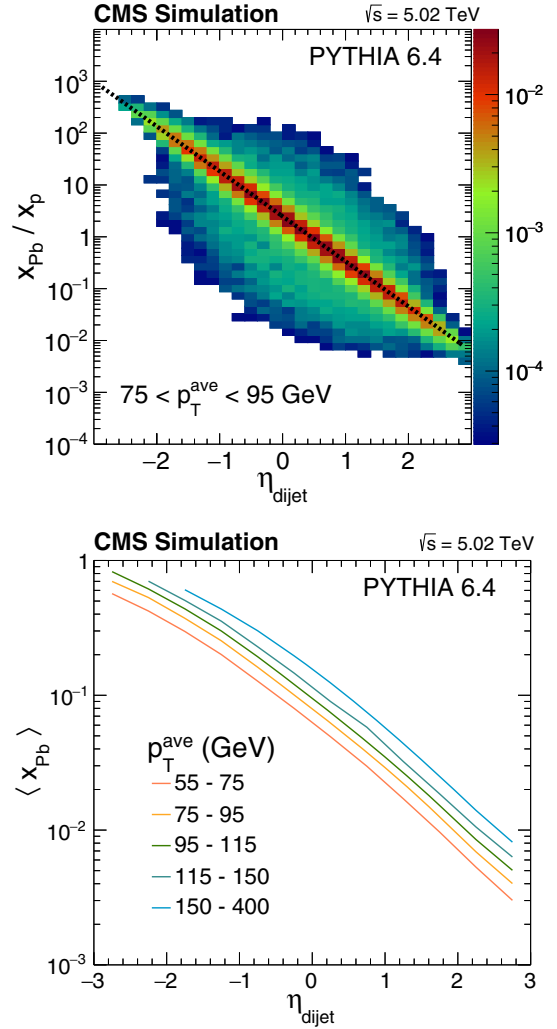 CMS Simulation √s = 5.02 TeV
PYTHIA 6.4
10³
10²
10
1
10⁻¹
10⁻²
10⁻³
10⁻⁴
x_Pb / x_p
75 < p_T^ave < 95 GeV
−2 −1 0 1 2
η_dijet
10⁻²
10⁻³
10⁻⁴
CMS Simulation √s = 5.02 TeV
PYTHIA 6.4
1
10⁻¹
10⁻²
10⁻³
⟨ x_Pb ⟩
p_T^ave (GeV)
55 - 75
75 - 95
95 - 115
115 - 150
150 - 400
−3 −2 −1 0 1 2 3
η_dijet